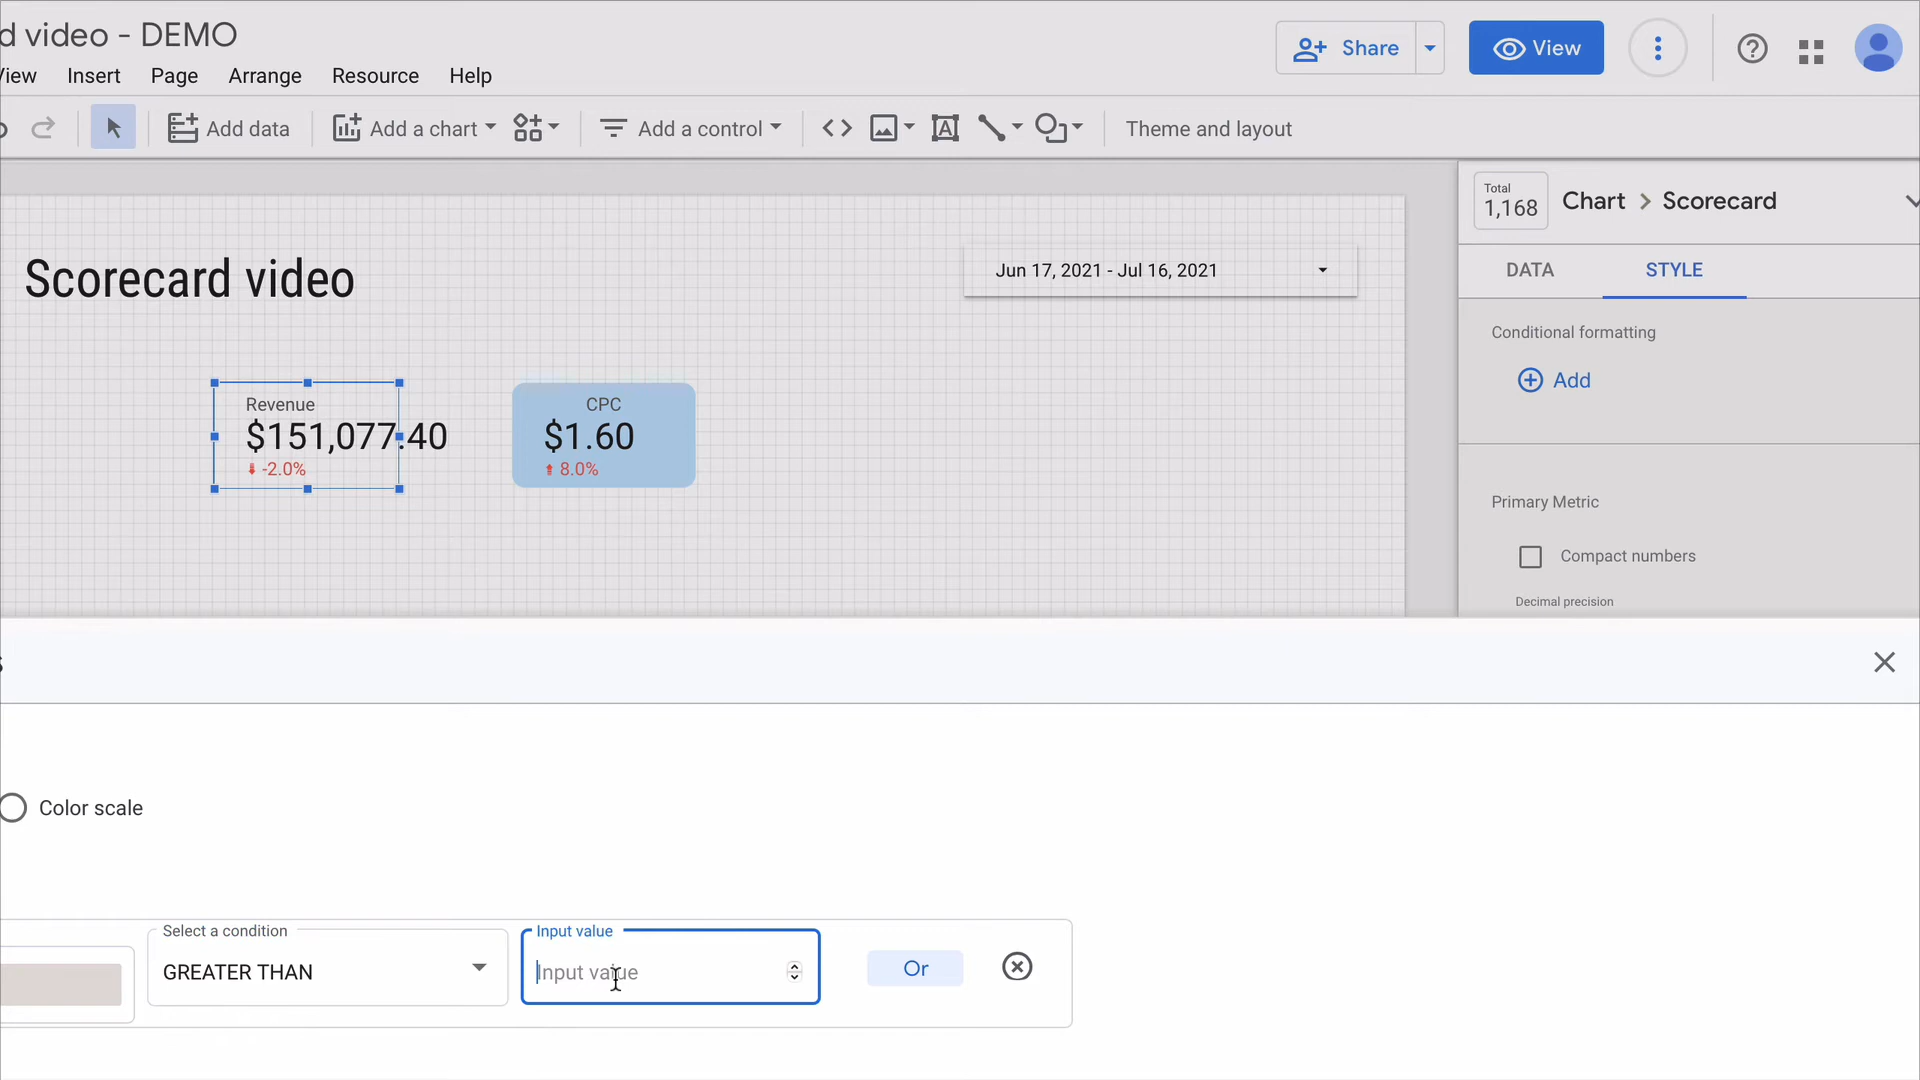 d video - DEMO
View Insert Page Arrange Resource Help
Share View
Add data Add a chart Add a control Theme and layout
Total
1,168
Chart > Scorecard
DATA STYLE
Scorecard video
Jun 17, 2021 - Jul 16, 2021
Conditional formatting
Add
Revenue
$151,077.40
-2.0%
CPC
$1.60
8.0%
Primary Metric
Compact numbers
Decimal precision
s
Color scale
Select a condition
GREATER THAN
Input value
Input value
Or